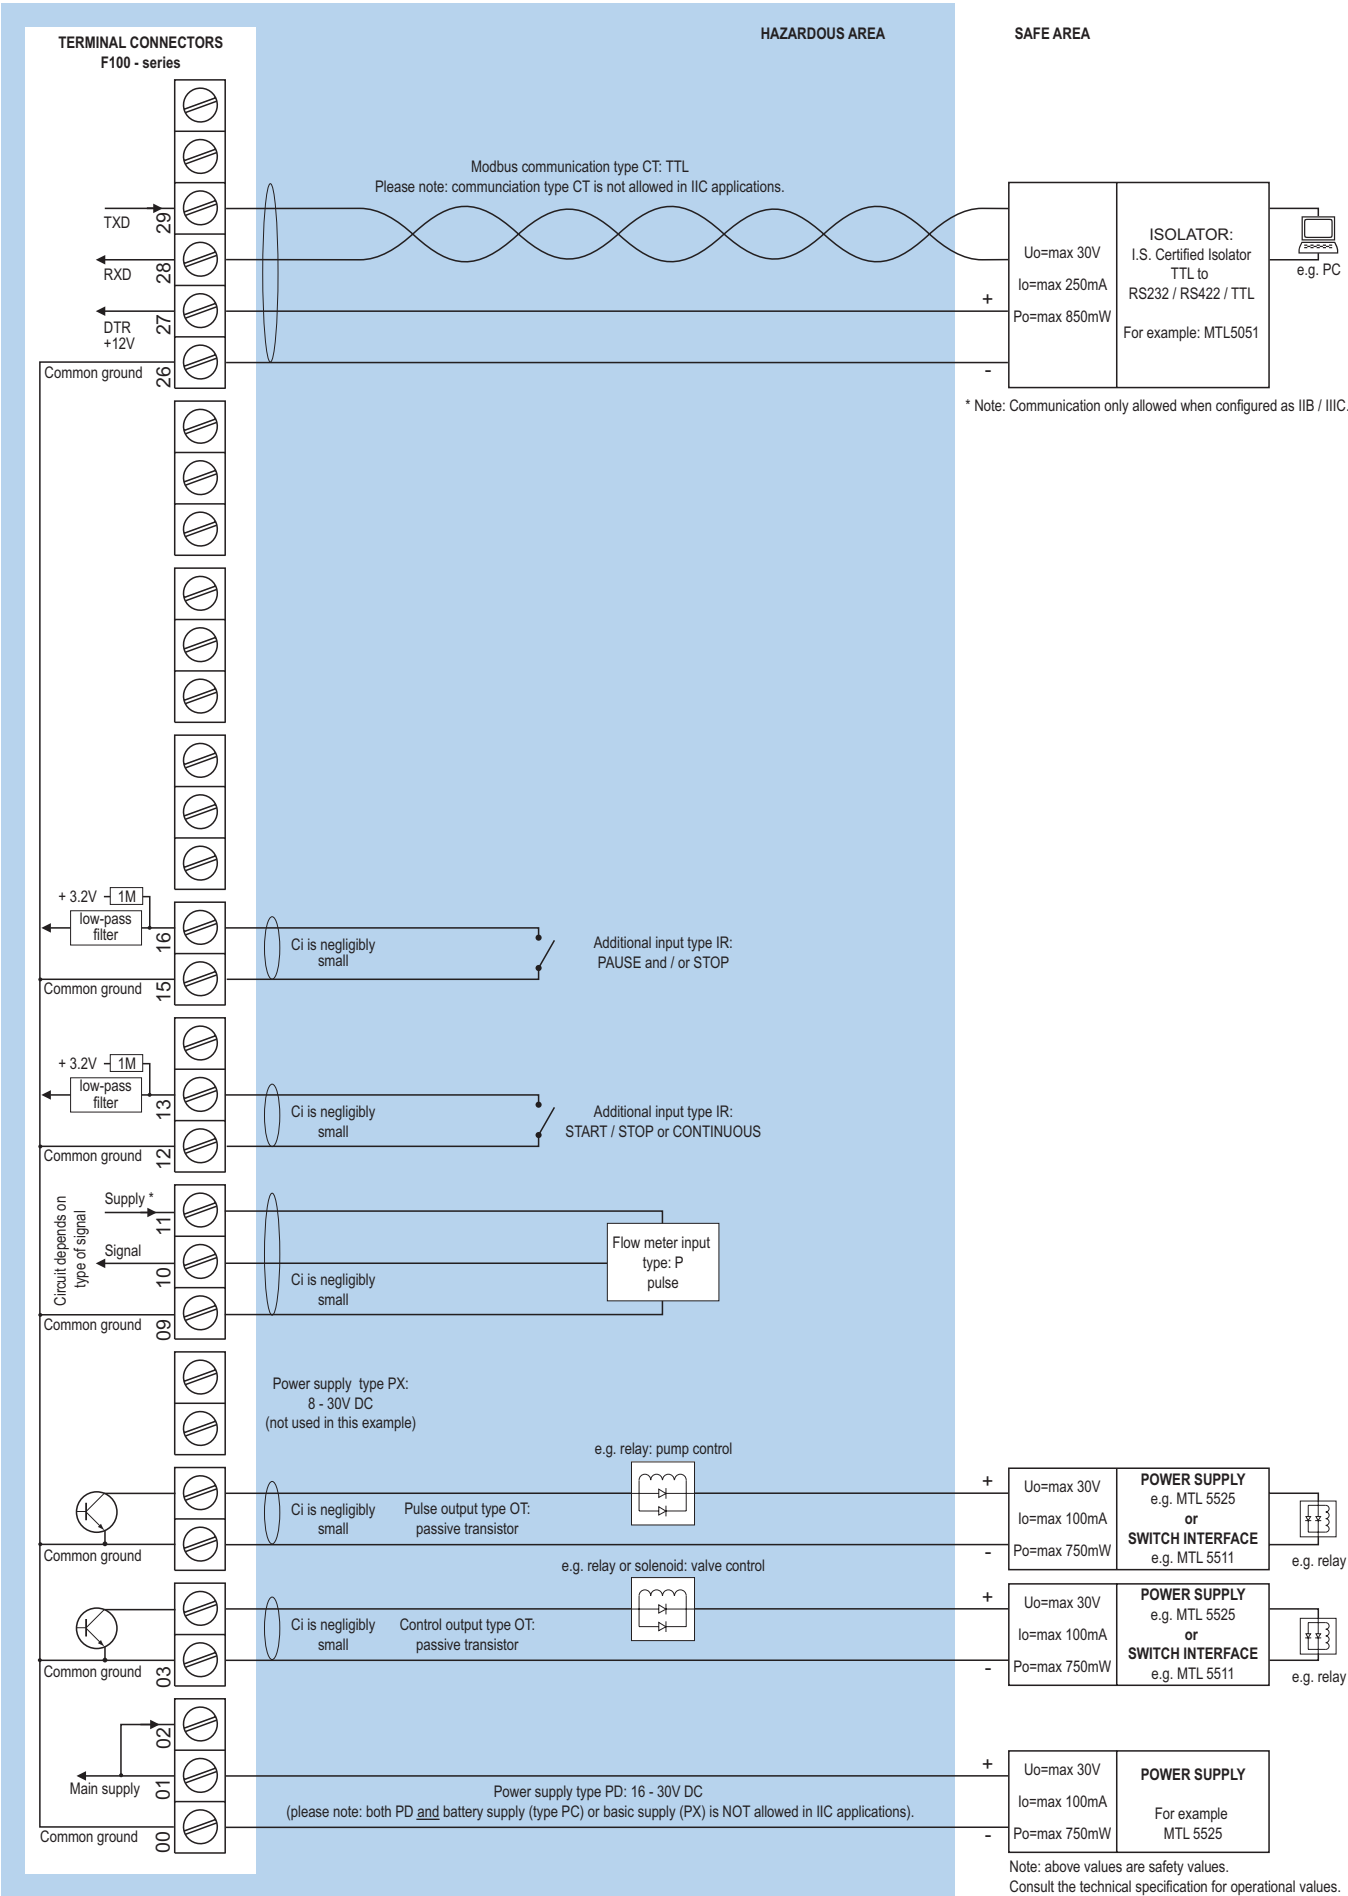 HAZARDOUS AREA
SAFE AREA
TERMINAL CONNECTORS
F100 - series
Modbus communication type CT: TTL
Please note: communciation type CT is not allowed in IIC applications.
TXD
29
RXD
28
DTR
+12V
27
Common ground
26
+
-
Uo=max 30V
Io=max 250mA
Po=max 850mW
ISOLATOR:
I.S. Certified Isolator
TTL to
RS232 / RS422 / TTL
For example: MTL5051
e.g. PC
* Note: Communication only allowed when configured as IIB / IIIC.
+ 3.2V
1M
low-pass
filter
16
Common ground
15
Ci is negligibly
small
Additional input type IR:
PAUSE and / or STOP
+ 3.2V
1M
low-pass
filter
13
Common ground
12
Ci is negligibly
small
Additional input type IR:
START / STOP or CONTINUOUS
Circuit depends on
type of signal
Supply *
11
Signal
10
Common ground
09
Ci is negligibly
small
Flow meter input
type: P
pulse
Power supply type PX:
8 - 30V DC
(not used in this example)
e.g. relay: pump control
Common ground
Ci is negligibly
small
Pulse output type OT:
passive transistor
+
-
Uo=max 30V
Io=max 100mA
Po=max 750mW
POWER SUPPLY
e.g. MTL 5525
or
SWITCH INTERFACE
e.g. MTL 5511
e.g. relay
e.g. relay or solenoid: valve control
Common ground
03
Ci is negligibly
small
Control output type OT:
passive transistor
+
-
Uo=max 30V
Io=max 100mA
Po=max 750mW
POWER SUPPLY
e.g. MTL 5525
or
SWITCH INTERFACE
e.g. MTL 5511
e.g. relay
02
Main supply
01
Common ground
00
Power supply type PD: 16 - 30V DC
(please note: both PD and battery supply (type PC) or basic supply (PX) is NOT allowed in IIC applications).
+
-
Uo=max 30V
Io=max 100mA
Po=max 750mW
POWER SUPPLY
For example
MTL 5525
Note: above values are safety values.
Consult the technical specification for operational values.